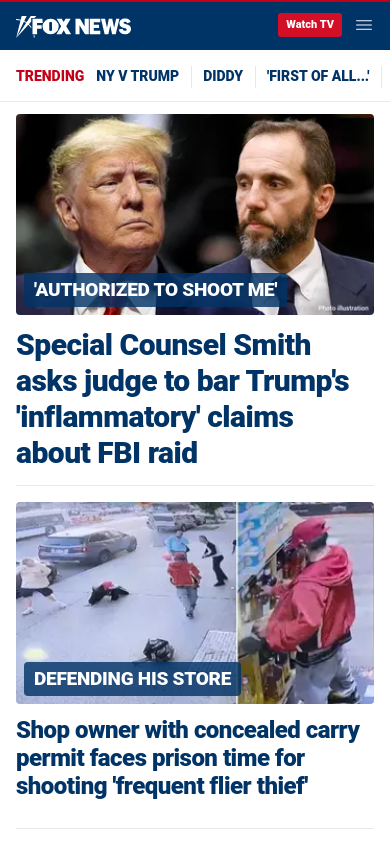 FOX NEWS
Watch TV
TRENDING NY V TRUMP DIDDY 'FIRST OF ALL...'
'AUTHORIZED TO SHOOT ME'
Photo illustration
Special Counsel Smith
asks judge to bar Trump's
'inflammatory' claims
about FBI raid
DEFENDING HIS STORE
Shop owner with concealed carry
permit faces prison time for
shooting 'frequent flier thief'